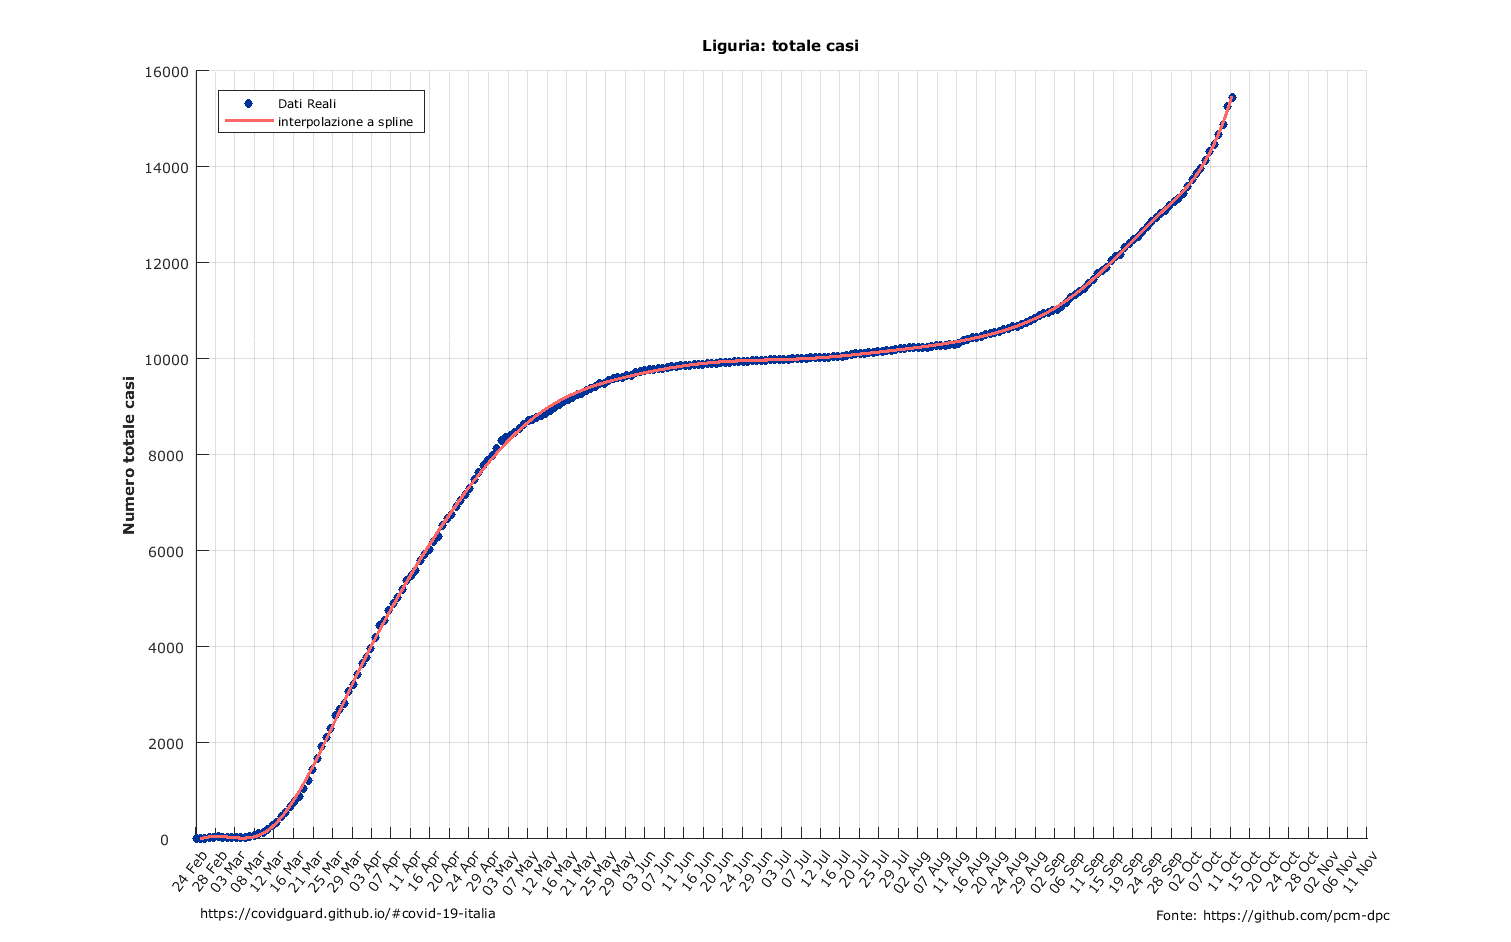 Liguria: totale casi
Dati Reali
interpolazione a spline
Numero totale casi
16000
14000
12000
10000
8000
6000
4000
2000
0
24 Feb
28 Feb
03 Mar
08 Mar
12 Mar
16 Mar
21 Mar
25 Mar
29 Mar
03 Apr
07 Apr
11 Apr
16 Apr
20 Apr
24 Apr
29 Apr
03 May
07 May
12 May
16 May
21 May
25 May
29 May
03 Jun
07 Jun
11 Jun
16 Jun
20 Jun
24 Jun
29 Jun
03 Jul
07 Jul
12 Jul
16 Jul
20 Jul
25 Jul
29 Jul
02 Aug
07 Aug
11 Aug
16 Aug
20 Aug
24 Aug
29 Aug
02 Sep
06 Sep
11 Sep
15 Sep
19 Sep
24 Sep
28 Sep
02 Oct
07 Oct
11 Oct
15 Oct
20 Oct
24 Oct
28 Oct
02 Nov
06 Nov
11 Nov
https://covidguard.github.io/#covid-19-italia
Fonte: https://github.com/pcm-dpc